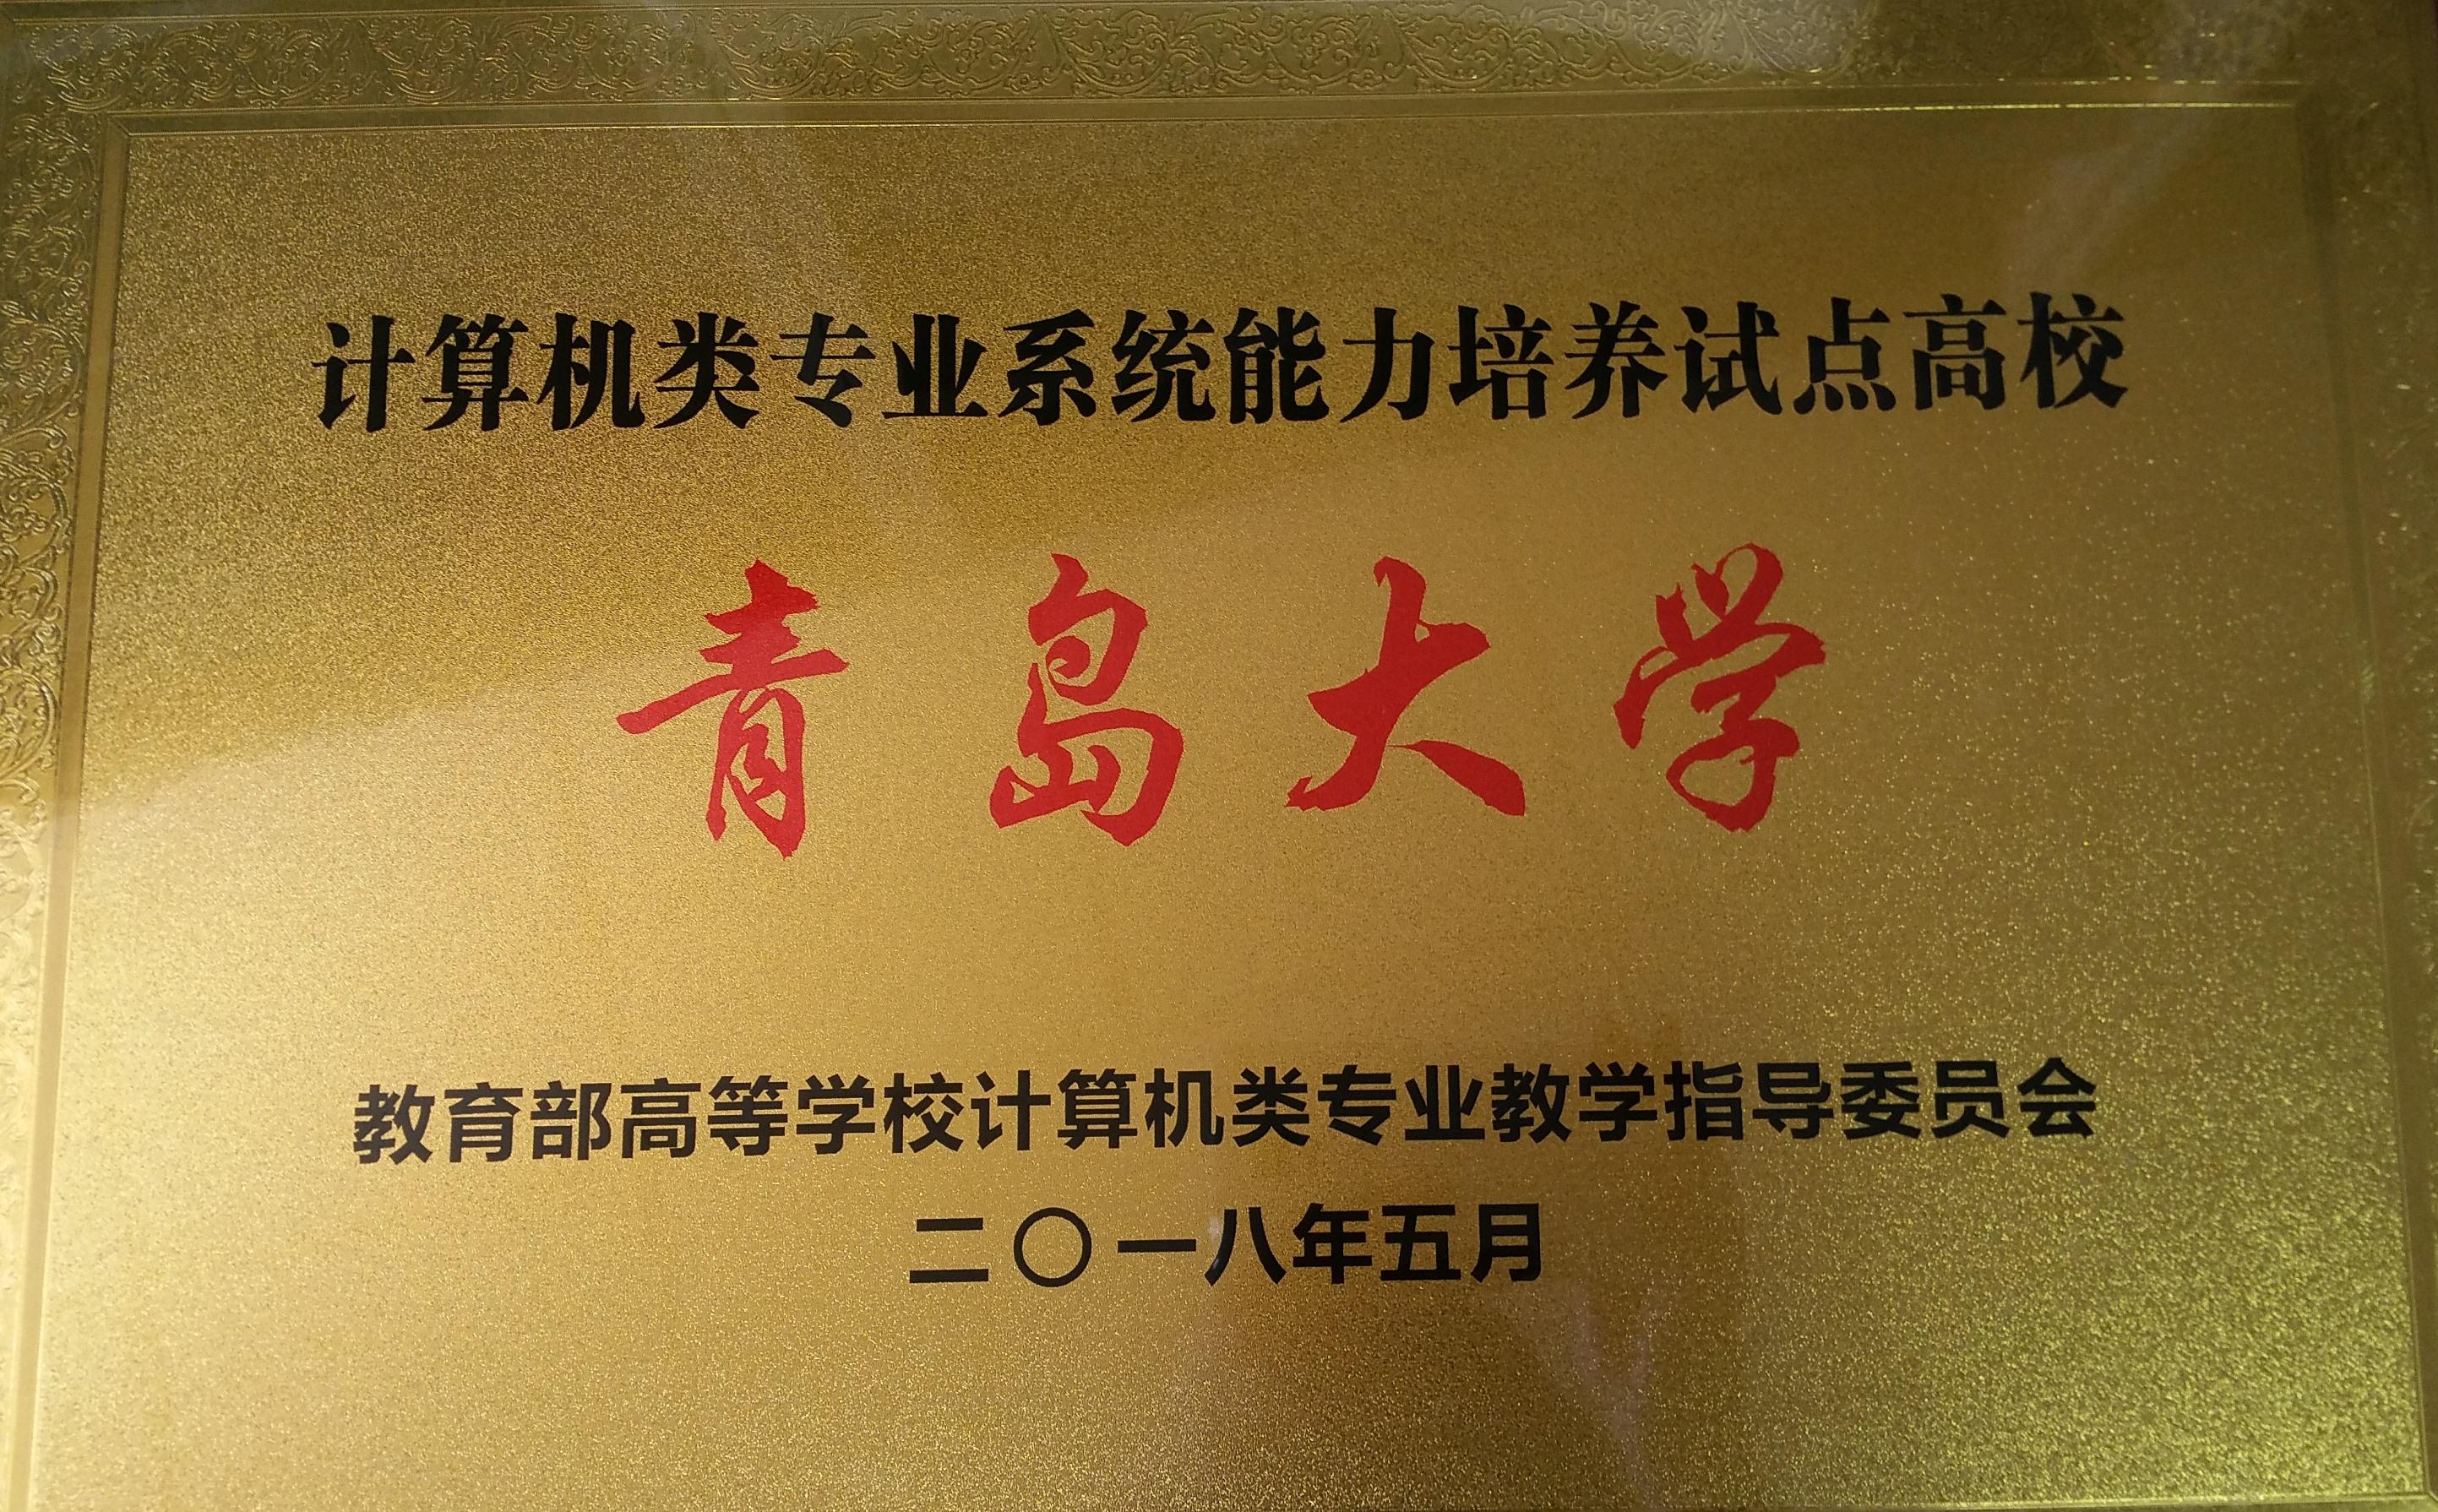 计算机类专业系统能力培养试点高校
青岛大学
教育部高等学校计算机类专业教学指导委员会
二〇一八年五月